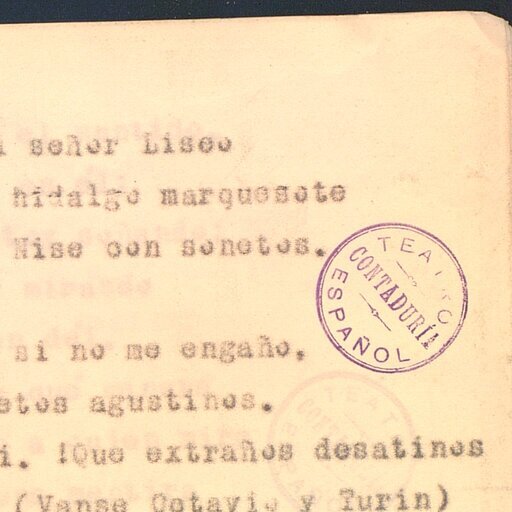 l señor Liseo
hidalgo marquesote
Nise con sonetos.
TEATRO ESPAÑOL
CONTADURÍA
si no me engaño.
etos agustinos.
i. !Que extraños desatinos
(Vanse Octavio y Turin)